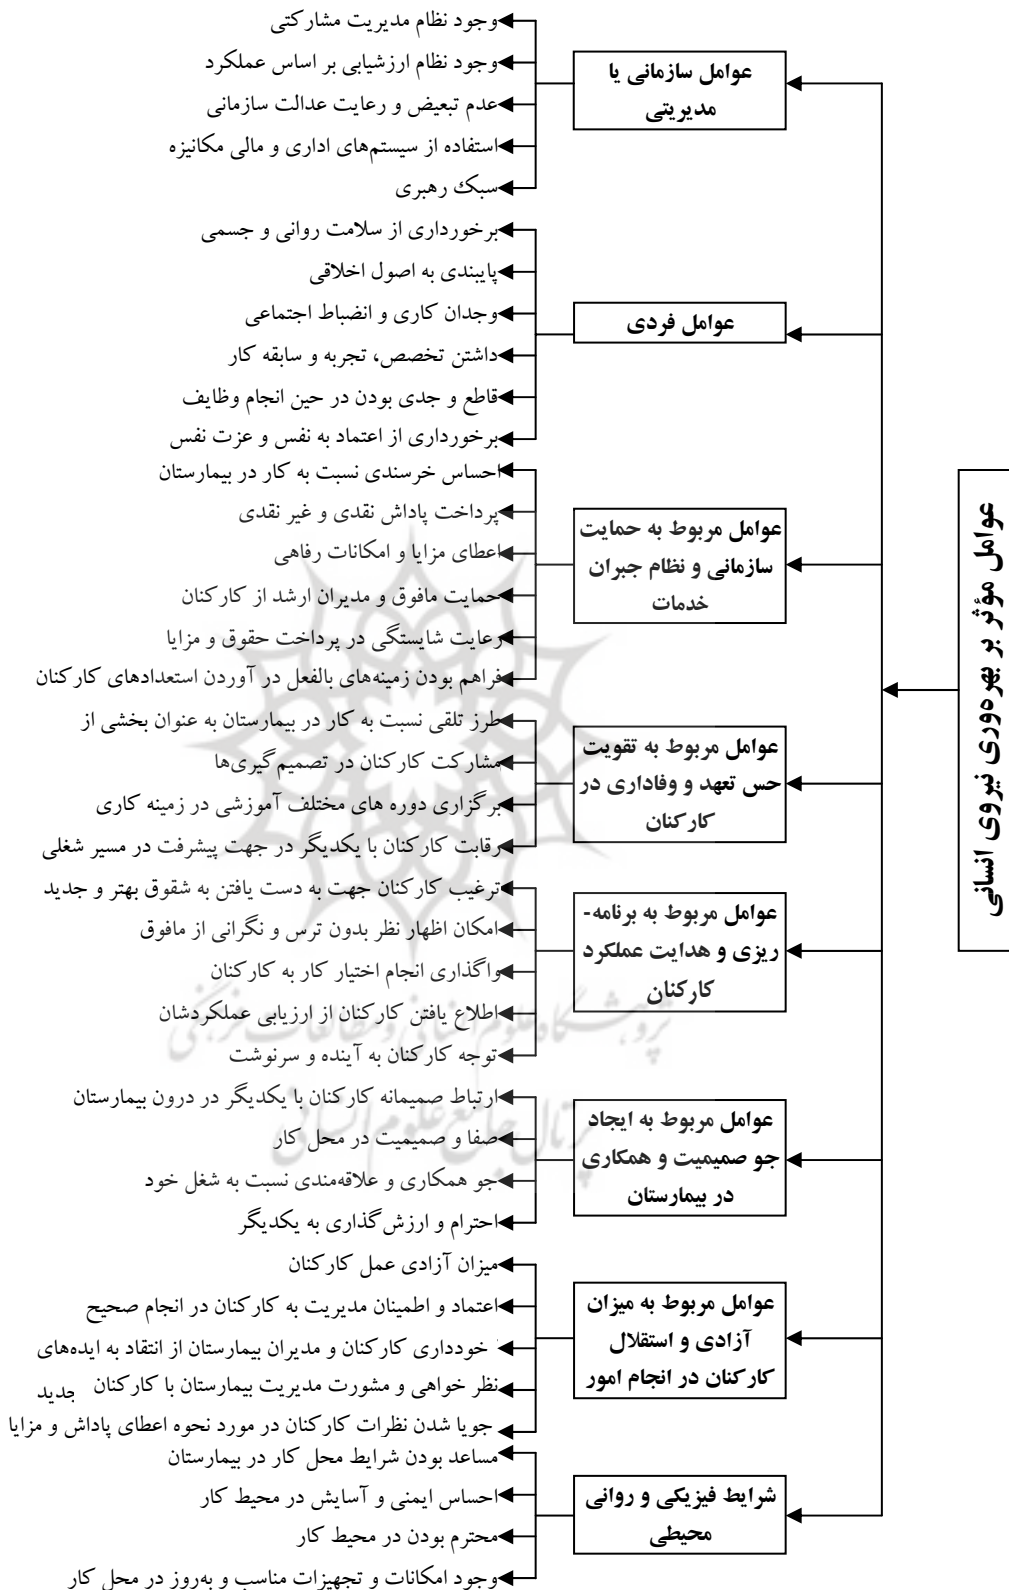 عوامل مؤثر بر بهره‌وری نیروی انسانی
عوامل سازمانی یا
مدیریتی
وجود نظام مدیریت مشارکتی
وجود نظام ارزشیابی بر اساس عملکرد
عدم تبعیض و رعایت عدالت سازمانی
استفاده از سیستم‌های اداری و مالی مکانیزه
سبک رهبری
عوامل فردی
برخورداری از سلامت روانی و جسمی
پایبندی به اصول اخلاقی
وجدان کاری و انضباط اجتماعی
داشتن تخصص، تجربه و سابقه کار
قاطع و جدی بودن در حین انجام وظایف
برخورداری از اعتماد به نفس و عزت نفس
عوامل مربوط به حمایت
سازمانی و نظام جبران
خدمات
احساس خرسندی نسبت به کار در بیمارستان
پرداخت پاداش نقدی و غیر نقدی
اعطای مزایا و امکانات رفاهی
حمایت مافوق و مدیران ارشد از کارکنان
رعایت شایستگی در پرداخت حقوق و مزایا
فراهم بودن زمینه‌های بالفعل در آوردن استعدادهای کارکنان
عوامل مربوط به تقویت
حس تعهد و وفاداری در
کارکنان
طرز تلقی نسبت به کار در بیمارستان به عنوان بخشی از
مشارکت کارکنان در تصمیم گیری‌ها
برگزاری دوره های مختلف آموزشی در زمینه کاری
رقابت کارکنان با یکدیگر در جهت پیشرفت در مسیر شغلی
عوامل مربوط به برنامه-
ریزی و هدایت عملکرد
کارکنان
ترغیب کارکنان جهت به دست یافتن به شقوق بهتر و جدید
امکان اظهار نظر بدون ترس و نگرانی از مافوق
واگذاری انجام اختیار کار به کارکنان
اطلاع یافتن کارکنان از ارزیابی عملکردشان
توجه کارکنان به آینده و سرنوشت
عوامل مربوط به ایجاد
جو صمیمیت و همکاری
در بیمارستان
ارتباط صمیمانه کارکنان با یکدیگر در درون بیمارستان
صفا و صمیمیت در محل کار
جو همکاری و علاقه‌مندی نسبت به شغل خود
احترام و ارزش گذاری به یکدیگر
عوامل مربوط به میزان
آزادی و استقلال
کارکنان در انجام امور
میزان آزادی عمل کارکنان
اعتماد و اطمینان مدیریت به کارکنان در انجام صحیح
خودداری کارکنان و مدیران بیمارستان از انتقاد به ایده‌های
جدید
نظر خواهی و مشورت مدیریت بیمارستان با کارکنان
جویا شدن نظرات کارکنان در مورد نحوه اعطای پاداش و مزایا
شرایط فیزیکی و روانی
محیطی
مساعد بودن شرایط محل کار در بیمارستان
احساس ایمنی و آسایش در محیط کار
محترم بودن در محیط کار
وجود امکانات و تجهیزات مناسب و به‌روز در محل کار
پژوهشگاه علوم انسانی و مطالعات فرهنگی
پرتال جامع علوم انسانی